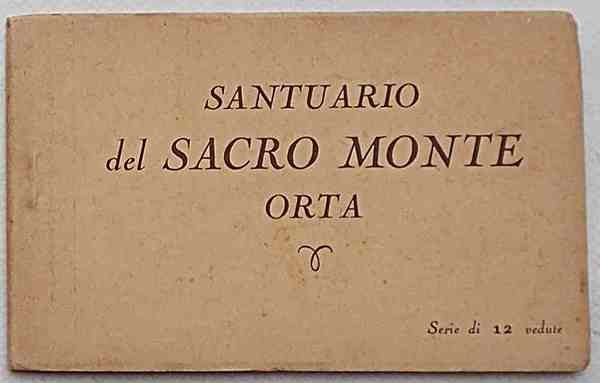 SANTUARIO
del SACRO MONTE
ORTA
Serie di 12 vedute